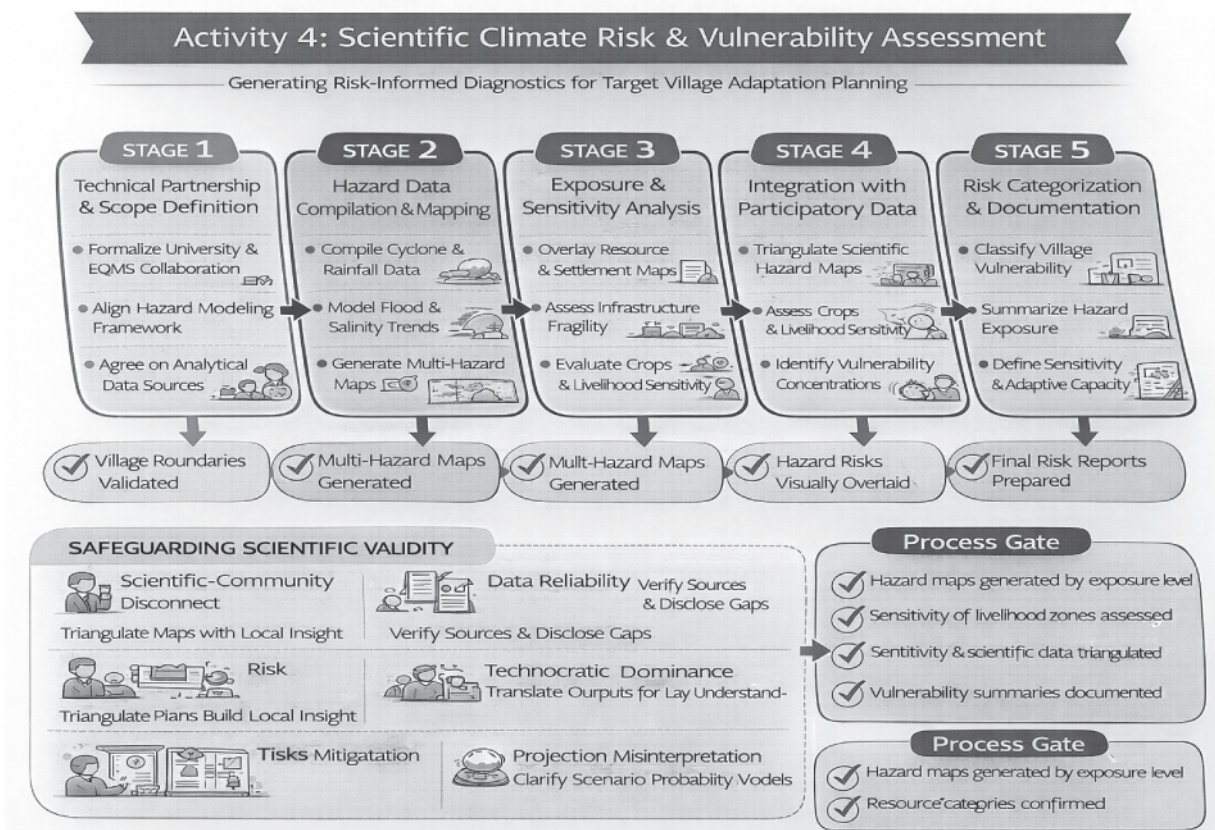 Activity 4: Scientific Climate Risk & Vulnerability Assessment
Generating Risk-Informed Diagnostics for Target Village Adaptation Planning
STAGE 1
Technical Partnership
& Scope Definition
Formalize University &
EQMS Collaboration
Align Hazard Modeling
Framework
Agree on Analytical
Data Sources
Village Roundaries
Validated
STAGE 2
Hazard Data
Compilation & Mapping
Compile Cyclone &
Rainfall Data
Model Flood &
Salinity Trends
Generate Multi-Hazard
Maps
Multi-Hazard Maps
Generated
STAGE 3
Exposure &
Sensitivity Analysis
Overlay Resource
& Settlement Maps
Assess Infrastructure
Fragility
Evaluate Crops
& Livelihood Sensitivity
Mullt-Hazard Maps
Generated
STAGE 4
Integration with
Participatory Data
Triangulate Scientific
Hazard Maps
Assess Crops
& Livelihood Sensitivity
Identify Vulnerability
Concentrations
Hazard Risks
Visually Overlaid
STAGE 5
Risk Categorization
& Documentation
Classify Village
Vulnerability
Summarize Hazard
Exposure
Define Sensitivity
& Adaptive Capacity
Final Risk Reports
Prepared
SAFEGUARDING SCIENTIFIC VALIDITY
Scientific-Community
Disconnect
Triangulate Maps with Local Insight
Data Reliability
Verify Sources
& Disclose Gaps
Verify Sources & Disclose Gaps
Risk
Triangulate Plans Build Local Insight
Technocratic Dominance
Translate Ourputs for Lay Understand-
Tisks Mitigatation
Projection Misinterpretation
Clarify Scenario Probabiity Vodels
Process Gate
Hazard maps generated by exposure level
Sensitivity of livelihood zones assessed
Sentitivity & scientific data triangulated
Vulnerability summaries documented
Process Gate
Hazard maps generated by exposure level
Resource categories confirmed